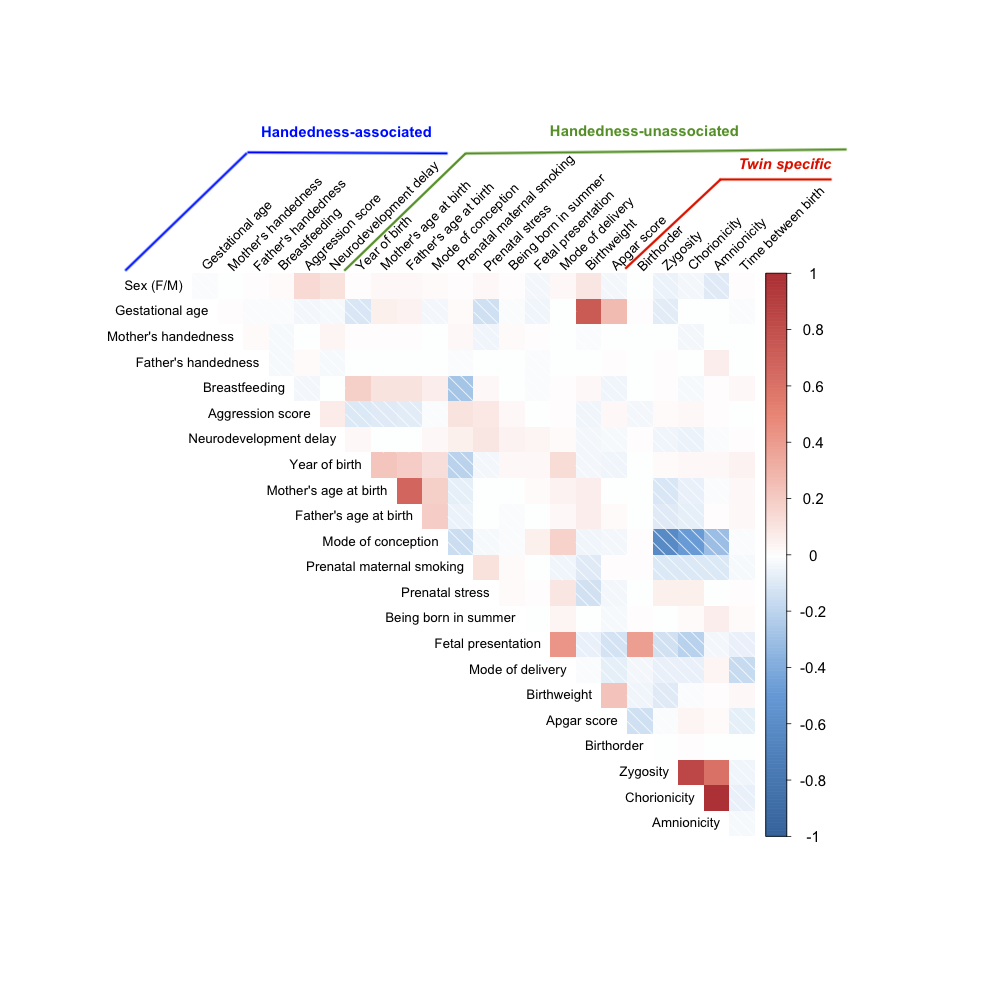 Handedness-associated
Handedness-unassociated
Twin specific
Gestational age
Mother's handedness
Father's handedness
Breastfeeding
Aggression score
Neurodevelopment delay
Year of birth
Mother's age at birth
Father's age at birth
Mode of conception
Prenatal maternal smoking
Prenatal stress
Being born in summer
Fetal presentation
Mode of delivery
Birthweight
Apgar score
Birthorder
Zygosity
Chorionicity
Amnionicity
Time between birth
Sex (F/M)
Gestational age
Mother's handedness
Father's handedness
Breastfeeding
Aggression score
Neurodevelopment delay
Year of birth
Mother's age at birth
Father's age at birth
Mode of conception
Prenatal maternal smoking
Prenatal stress
Being born in summer
Fetal presentation
Mode of delivery
Birthweight
Apgar score
Birthorder
Zygosity
Chorionicity
Amnionicity
1
0.8
0.6
0.4
0.2
0
-0.2
-0.4
-0.6
-0.8
-1